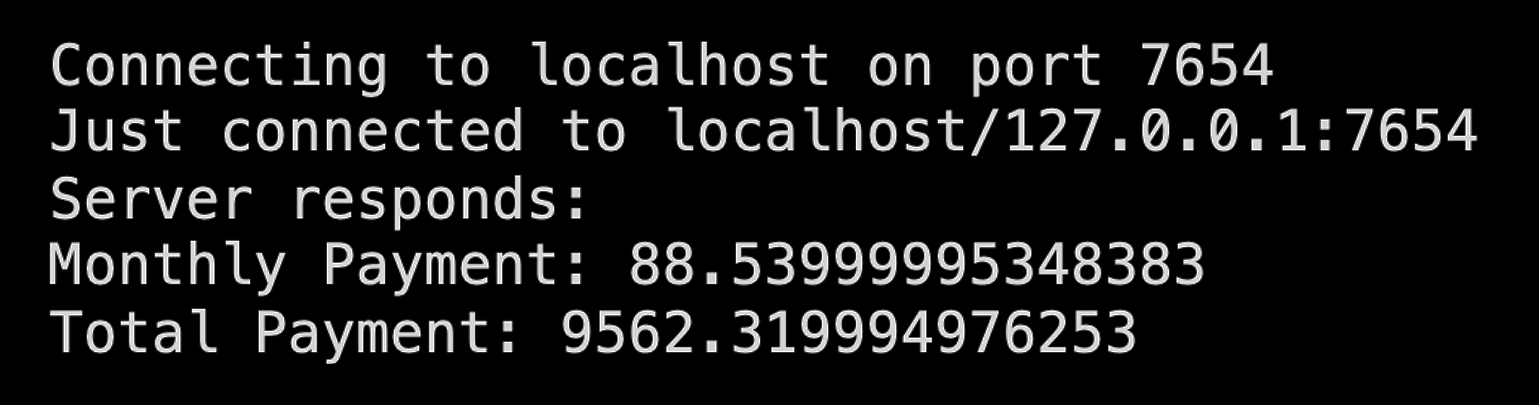 Connecting to localhost on port 7654
Just connected to localhost/127.0.0.1:7654
Server responds:
Monthly Payment: 88.53999995348383
Total Payment: 9562.319994976253